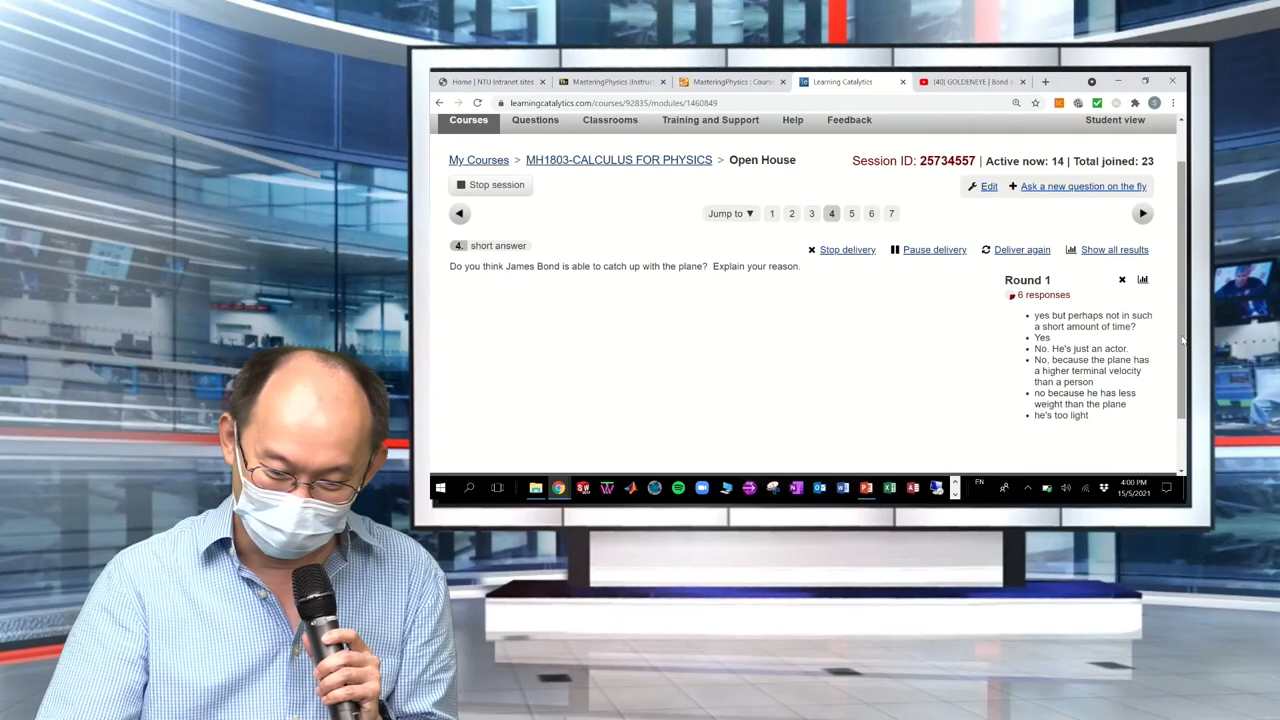 Home | NTU Intranet sites
MasteringPhysics (Instruct
MasteringPhysics : Course
Learning Catalytics
(40) GOLDENEYE | Bond
learningcatalytics.com/courses/92835/modules/1460849
Courses Questions Classrooms Training and Support Help Feedback Student view
My Courses > MH1803-CALCULUS FOR PHYSICS > Open House
Session ID: 25734557 | Active now: 14 | Total joined: 23
Stop session
Edit
Ask a new question on the fly
Jump to ▼ 1 2 3 4 5 6 7
4. short answer
Stop delivery Pause delivery Deliver again Show all results
Do you think James Bond is able to catch up with the plane? Explain your reason.
Round 1
6 responses
• yes but perhaps not in such
a short amount of time?
• Yes
• No. He's just an actor.
• No, because the plane has
a higher terminal velocity
than a person
• no because he has less
weight than the plane
• he's too light
EN
4:00 PM
15/5/2021